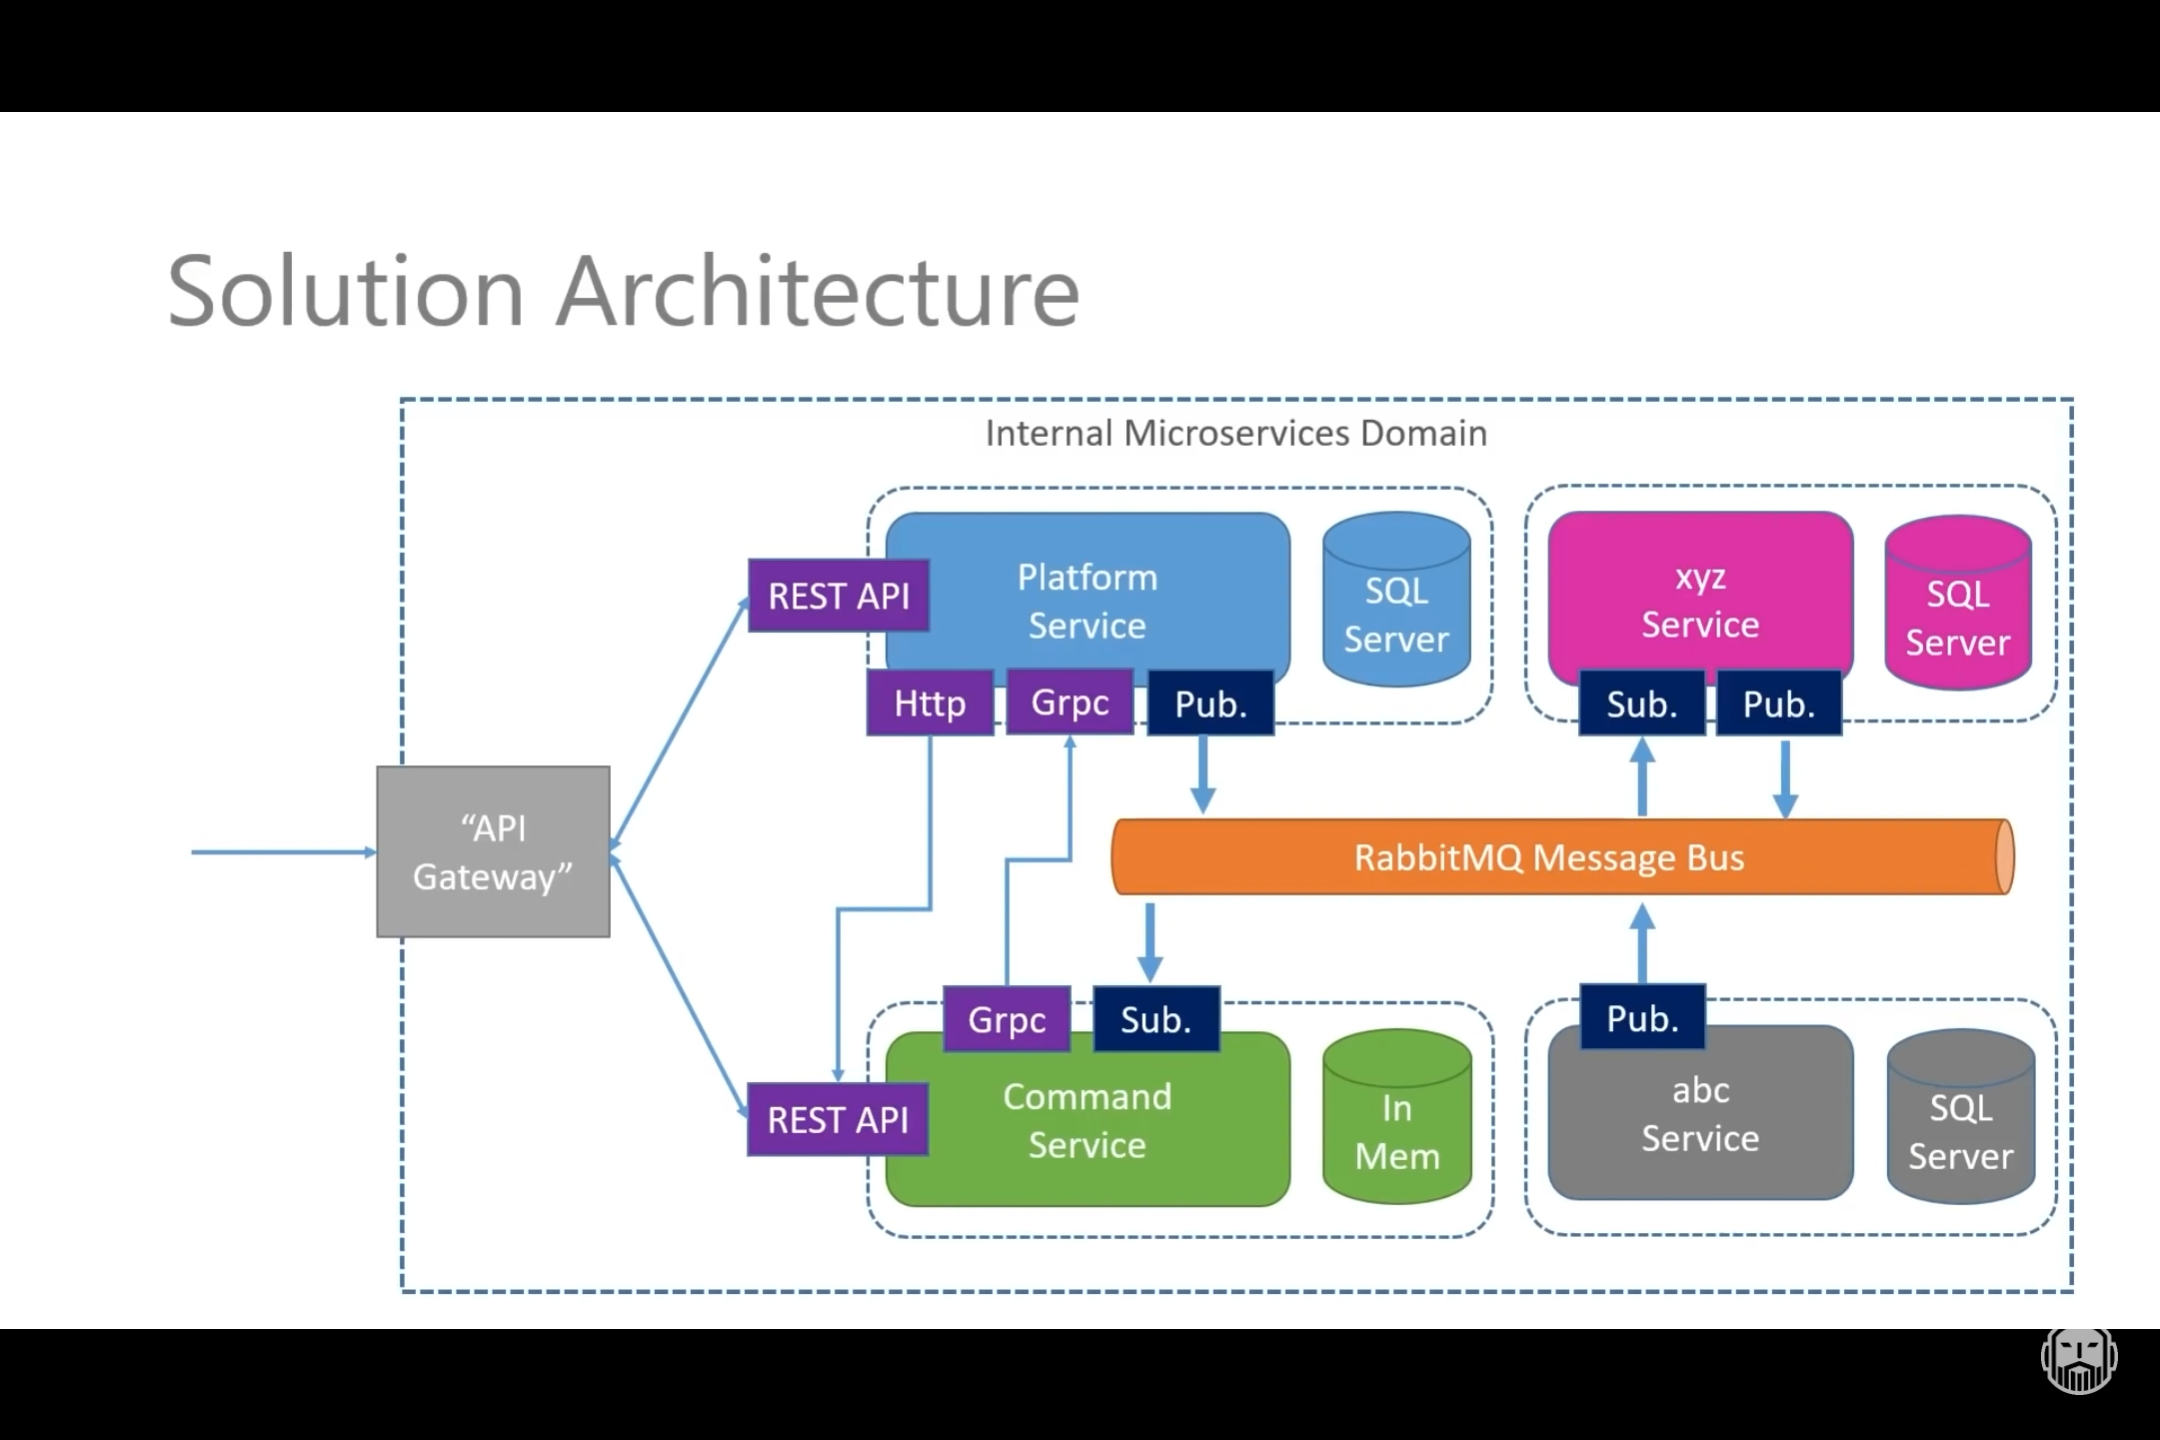 Solution Architecture
Internal Microservices Domain
REST API
Platform
Service
SQL
Server
xyz
Service
SQL
Server
Http
Grpc
Pub.
Sub.
Pub.
“API
Gateway”
RabbitMQ Message Bus
Grpc
Sub.
Pub.
REST API
Command
Service
In
Mem
abc
Service
SQL
Server